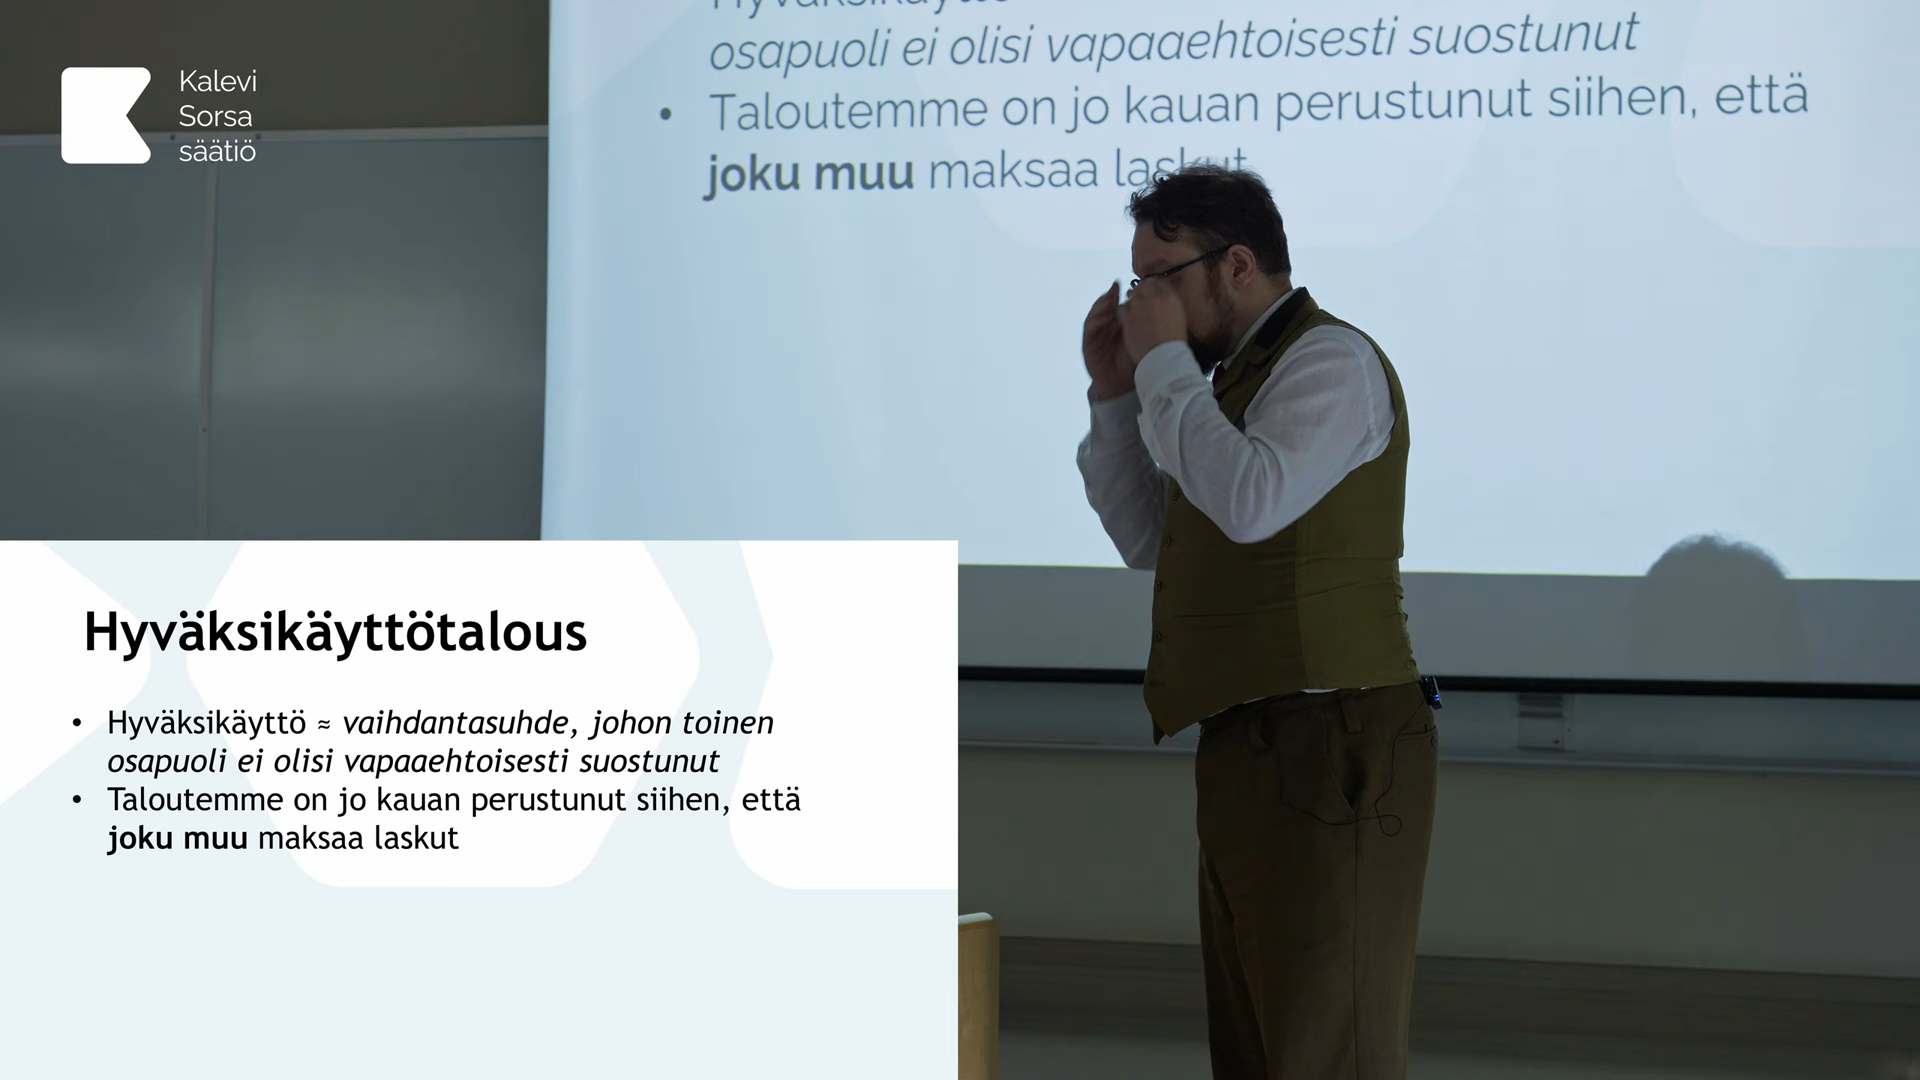 Kalevi
Sorsa
säätiö
osapuoli ei olisi vapaaehtoisesti suostunut
• Taloutemme on jo kauan perustunut siihen, että
joku muu maksaa laskut
Hyväksikäyttötalous
• Hyväksikäyttö ≈ vaihdantasuhde, johon toinen
osapuoli ei olisi vapaaehtoisesti suostunut
• Taloutemme on jo kauan perustunut siihen, että
joku muu maksaa laskut